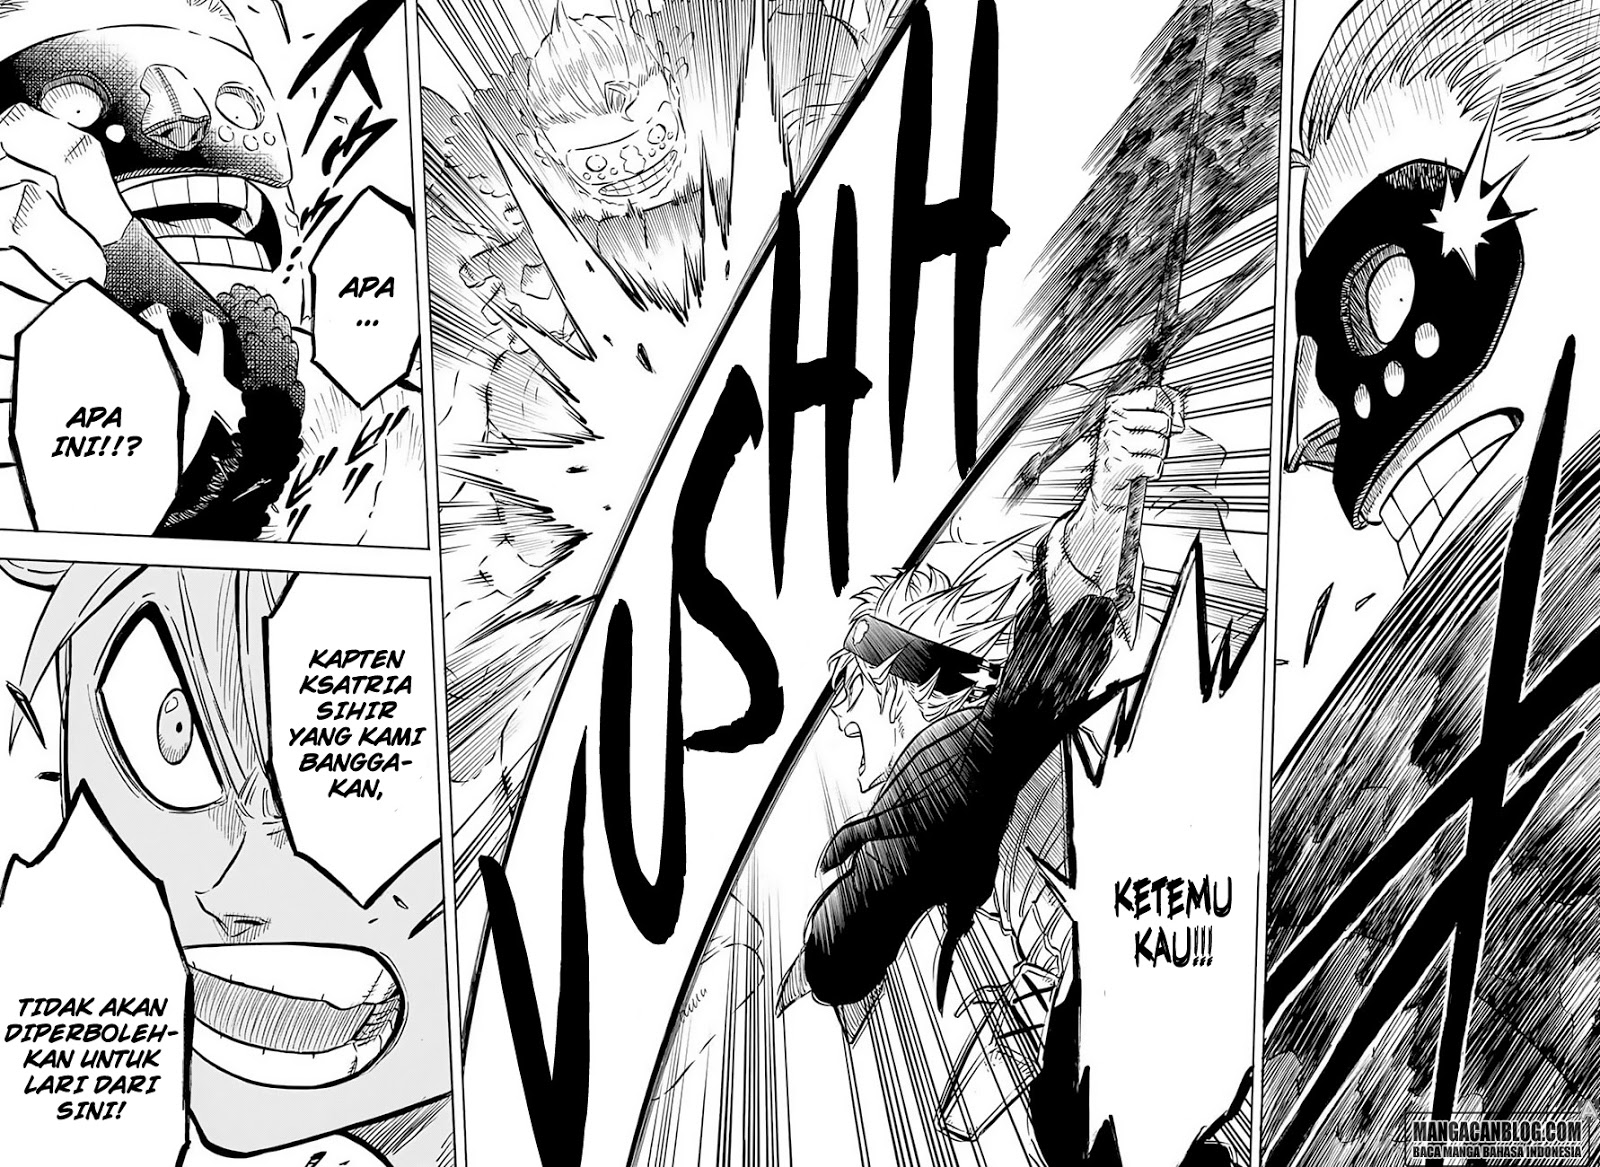 KETEMU
KAU!!!
VUSHHH
APA
...
APA
INI!!?
KAPTEN
KSATRIA
SIHIR
YANG KAMI
BANGGA-
KAN,
TIDAK AKAN
DIPERBOLEH-
KAN UNTUK
LARI DARI
SINI!
MANGACANBLOG.COM
BACA MANGA BAHASA INDONESIA